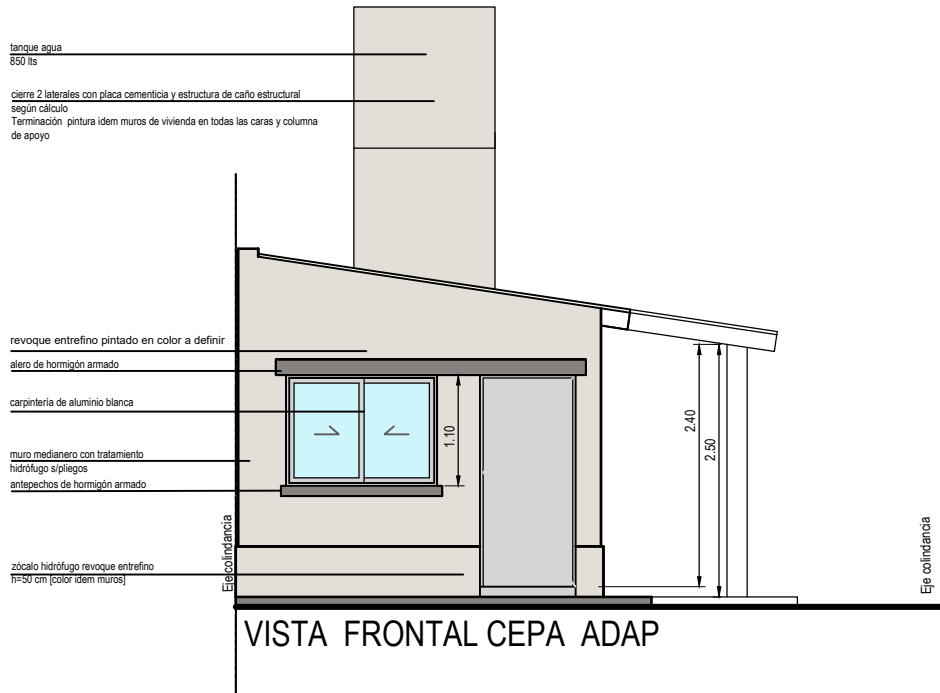 tanque agua
850 lts
cierre 2 laterales con placa cementicia y estructura de caño estructural
según cálculo
Terminación pintura idem muros de vivienda en todas las caras y columna
de apoyo
revoque entrefino pintado en color a definir
alero de hormigón armado
carpintería de aluminio blanca
muro medianero con tratamiento
hidrófugo s/pliegos
antepechos de hormigón armado
zócalo hidrófugo revoque entrefino
h=50 cm [color idem muros]
Eje colindancia
1.10
2.40
2.50
Eje colindancia
VISTA FRONTAL CEPA ADAP